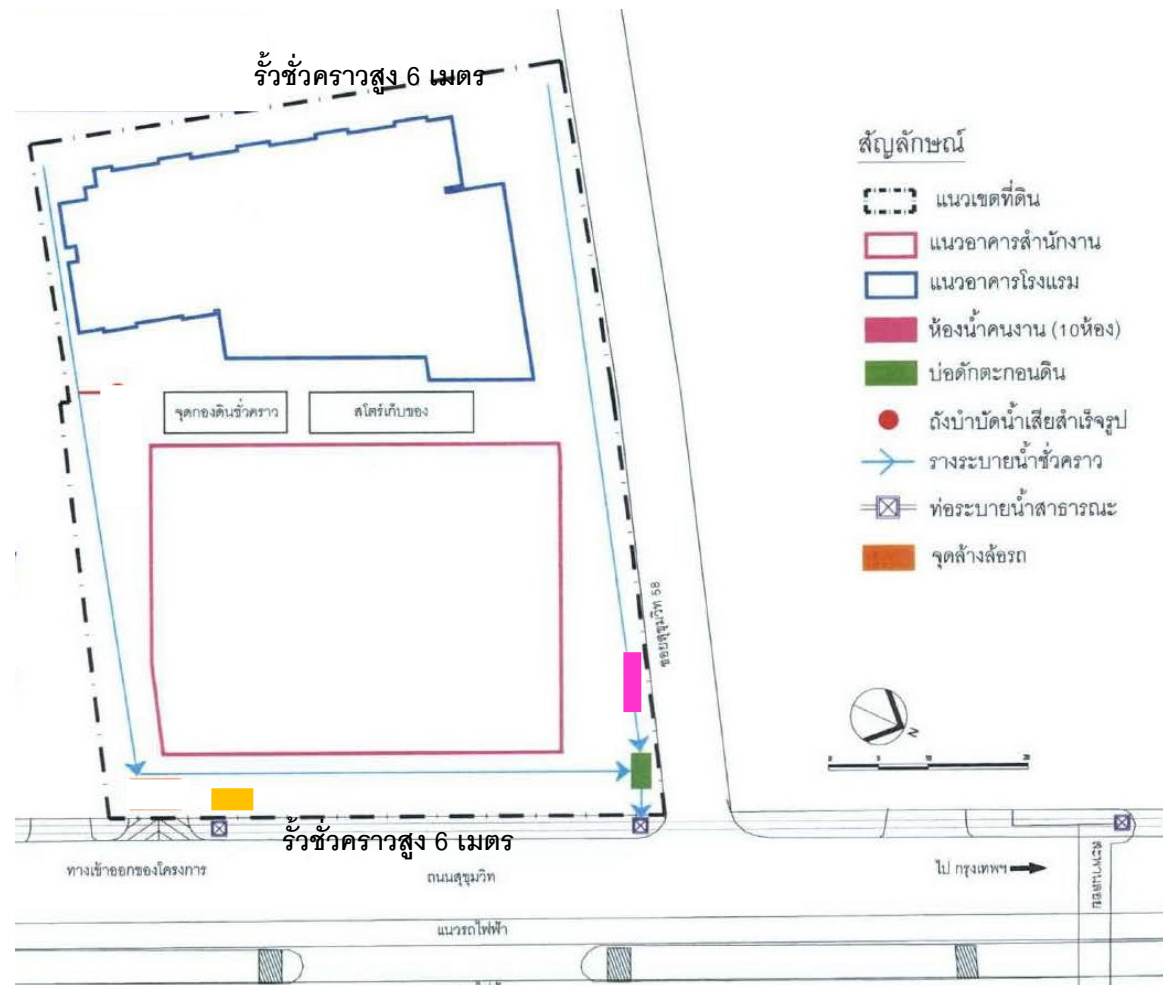 รั้วชั่วคราวสูง 6 เมตร
สัญลักษณ์
แนวเขตที่ดิน
แนวอาคารสำนักงาน
แนวอาคารโรงแรม
ห้องน้ำคนงาน (10ห้อง)
บ่อดักตะกอนดิน
ถังบำบัดน้ำเสียสำเร็จรูป
รางระบายน้ำชั่วคราว
ท่อระบายน้ำสาธารณะ
จุดล้างล้อรถ
จุดกองดินชั่วคราว
สโตร์เก็บของ
ซอยสุขุมวิท 58
N
0 5 10 20
รั้วชั่วคราวสูง 6 เมตร
ทางเข้าออกของโครงการ
ถนนสุขุมวิท
ไป กรุงเทพฯ
สะพานลอย
แนวรถไฟฟ้า